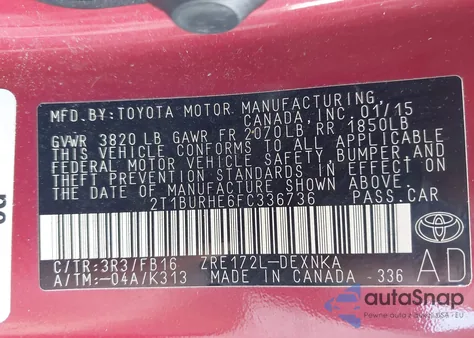 MFD.BY:TOYOTA MOTOR MANUFACTURING,
CANADA,INC. 01/15
GVWR 3820 LB GAWR FR 2070LB, RR 1850LB
THIS VEHICLE CONFORMS TO ALL APPLICABLE
FEDERAL MOTOR VEHICLE SAFETY,BUMPER,AND
THEFT PREVENTION STANDARDS IN EFFECT ON
THE DATE OF MANUFACTURE SHOWN ABOVE.
2T1BURHE6FC336736 PASS.CAR
C/TR:3R3/FB16 ZRE172L-DEXNKA
A/TM:-04A/K313 MADE IN CANADA -336
TOYOTA
AD
autoSnap